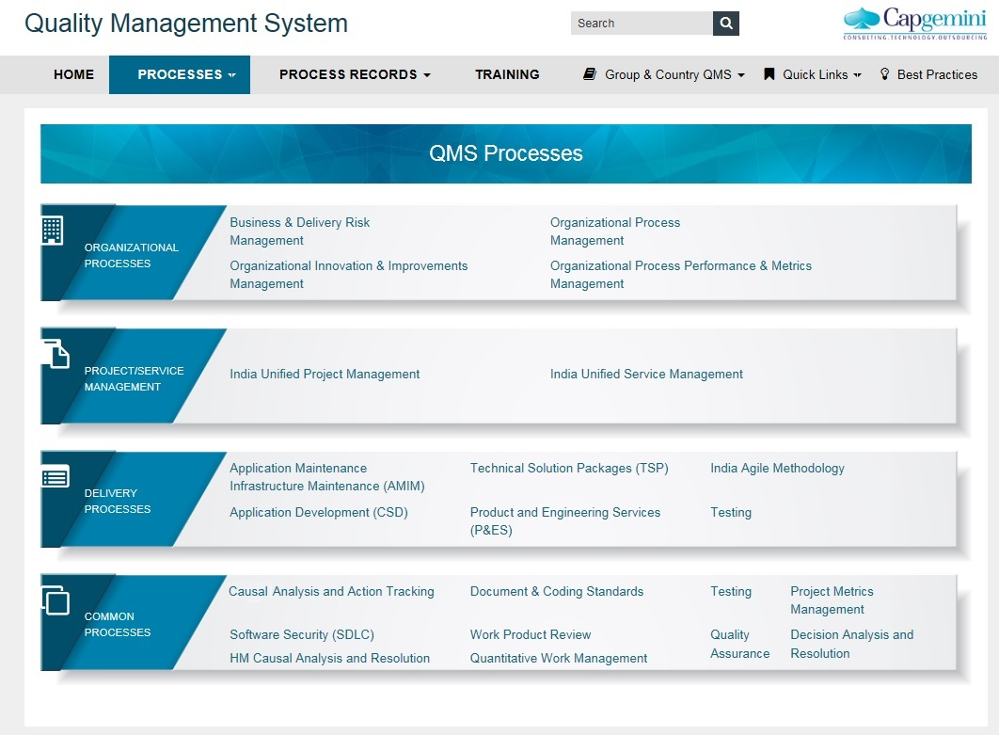 Quality Management System
Search
Capgemini
CONSULTING.TECHNOLOGY.OUTSOURCING
HOME
PROCESSES
PROCESS RECORDS
TRAINING
Group & Country QMS
Quick Links
Best Practices
QMS Processes
ORGANIZATIONAL
PROCESSES
Business & Delivery Risk
Management
Organizational Process
Management
Organizational Innovation & Improvements
Management
Organizational Process Performance & Metrics
Management
PROJECT/SERVICE
MANAGEMENT
India Unified Project Management
India Unified Service Management
DELIVERY
PROCESSES
Application Maintenance
Infrastructure Maintenance (AMIM)
Technical Solution Packages (TSP)
India Agile Methodology
Application Development (CSD)
Product and Engineering Services
(P&ES)
Testing
COMMON
PROCESSES
Causal Analysis and Action Tracking
Document & Coding Standards
Testing
Project Metrics
Management
Software Security (SDLC)
Work Product Review
Quality
Assurance
Decision Analysis and
Resolution
HM Causal Analysis and Resolution
Quantitative Work Management